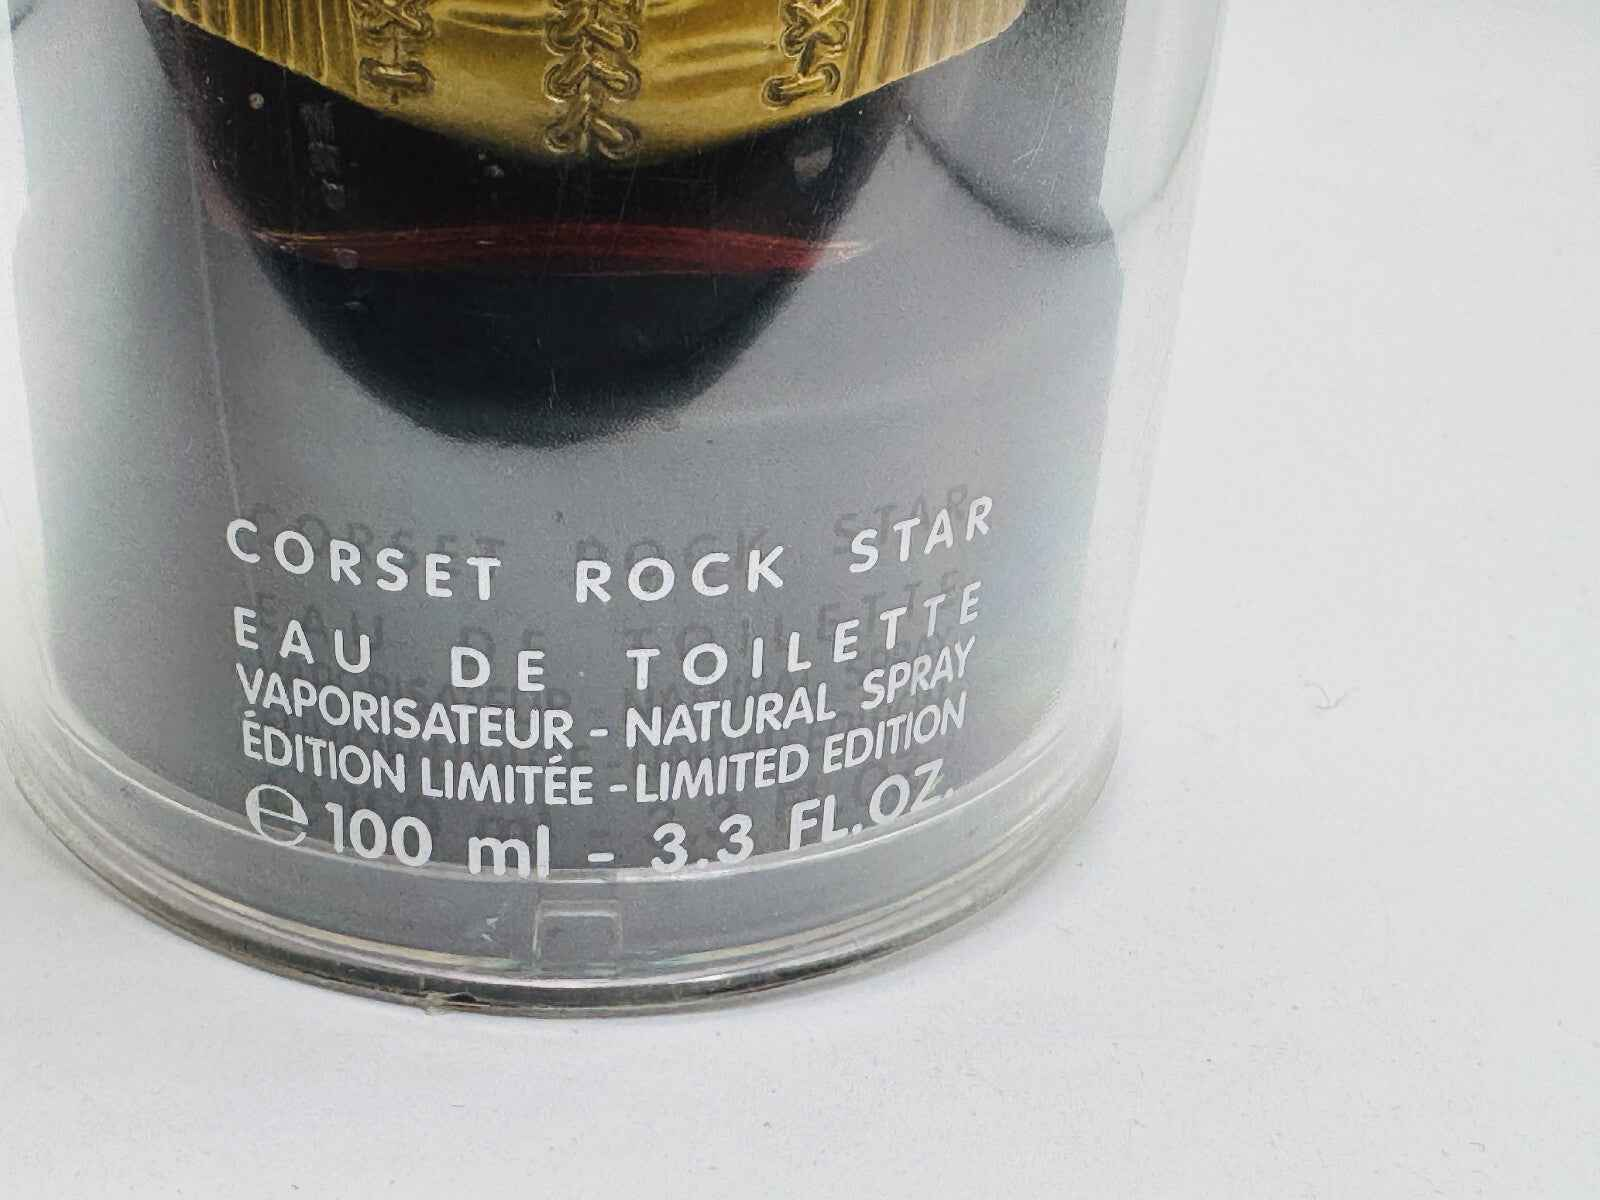 CORSET ROCK STAR
EAU DE TOILETTE
VAPORISATEUR - NATURAL SPRAY
ÉDITION LIMITÉE - LIMITED EDITION
℮ 100 ml - 3.3 FL.OZ.